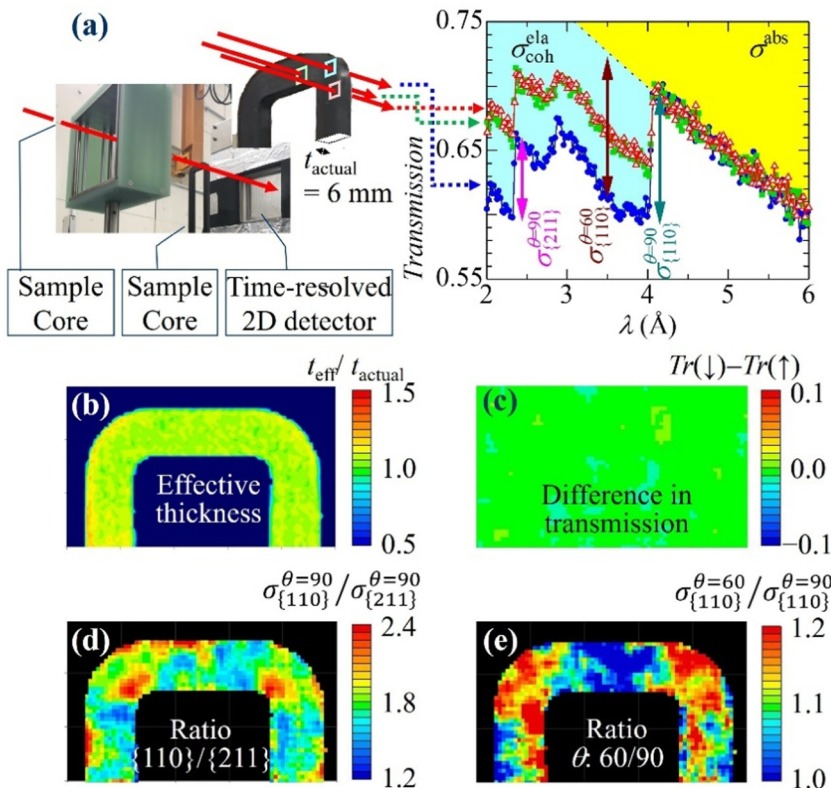 (a)
t_actual
= 6 mm
Sample
Core
Sample
Core
Time-resolved
2D detector
Transmission
0.75
0.65
0.55
σ^ela_coh
σ^abs
σ^θ=90_{211}
σ^θ=60_{110}
σ^θ=90_{110}
2 3 4 5 6
λ (Å)
t_eff/ t_actual
(b)
1.5
1.0
0.5
Effective
thickness
Tr(↓)−Tr(↑)
(c)
0.1
0.0
−0.1
Difference in
transmission
σ^θ=90_{110}/σ^θ=90_{211}
(d)
2.4
1.8
1.2
Ratio
{110}/{211}
σ^θ=60_{110}/σ^θ=90_{110}
(e)
1.2
1.1
1.0
Ratio
θ: 60/90